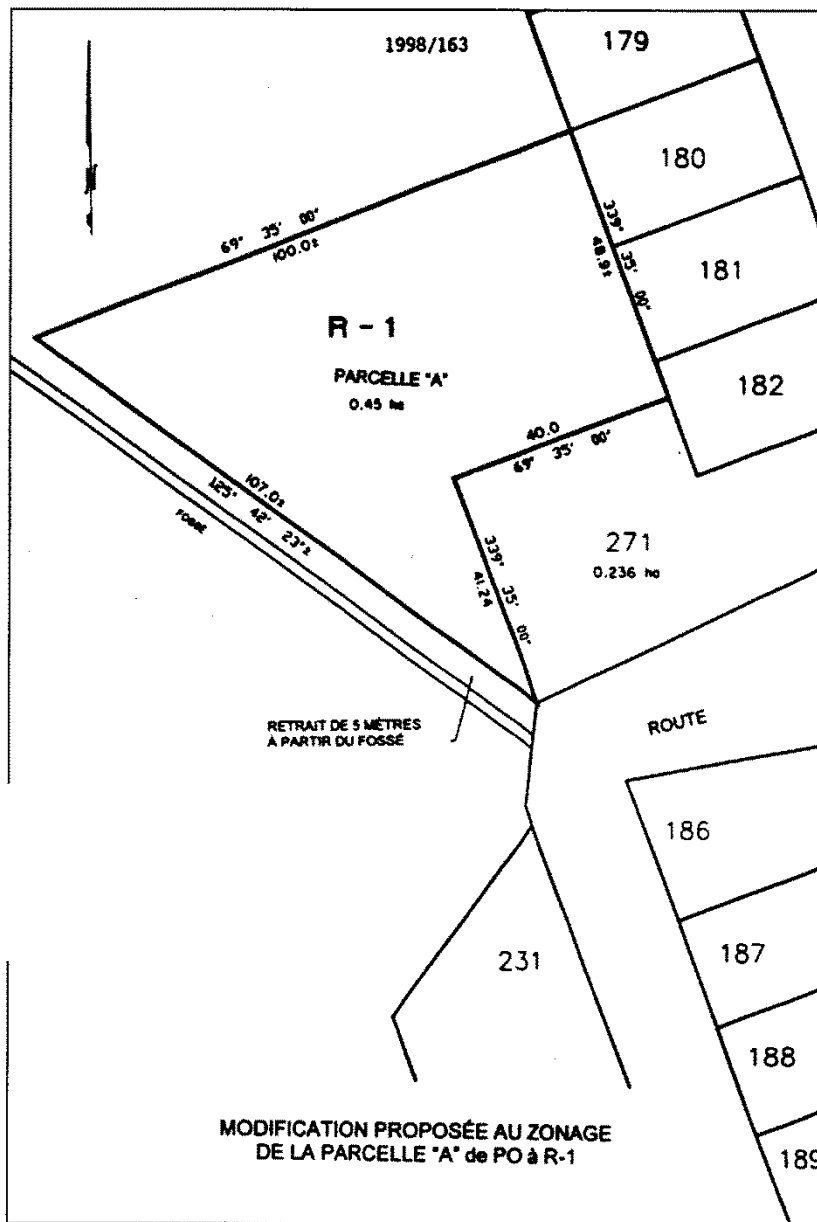 1998/163
179
180
69° 35' 00"
100.0±
339° 35' 00"
48.9±
181
R - 1
PARCELLE "A"
0.45 ha
182
40.0
69° 35' 00"
107.0±
125° 42' 23"±
FOSSÉ
271
0.236 ha
339° 35' 00"
41.24
RETRAIT DE 5 MÈTRES
À PARTIR DU FOSSÉ
ROUTE
186
231
187
188
189
MODIFICATION PROPOSÉE AU ZONAGE
DE LA PARCELLE "A" de PO à R-1